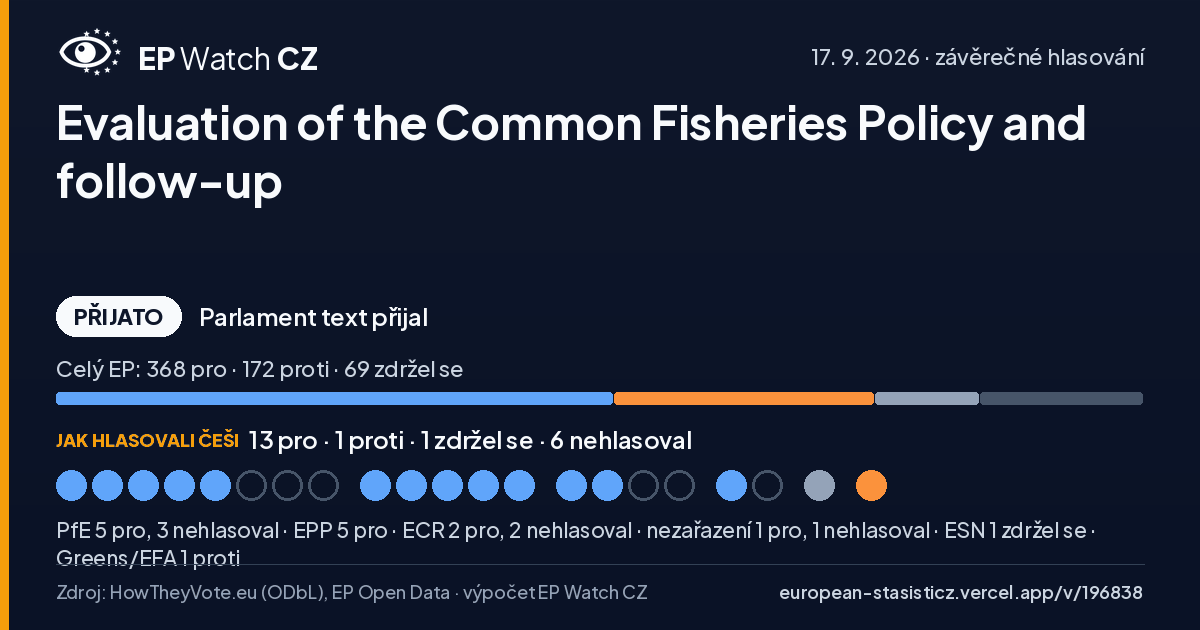 EP Watch CZ
17. 9. 2026 · závěrečné hlasování
Evaluation of the Common Fisheries Policy and
follow-up
PŘIJATO Parlament text přijal
Celý EP: 368 pro · 172 proti · 69 zdržel se
JAK HLASOVALI ČEŠI 13 pro · 1 proti · 1 zdržel se · 6 nehlasoval
PfE 5 pro, 3 nehlasoval · EPP 5 pro · ECR 2 pro, 2 nehlasoval · nezařazení 1 pro, 1 nehlasoval · ESN 1 zdržel se ·
Greens/EFA 1 proti
Zdroj: HowTheyVote.eu (ODbL), EP Open Data · výpočet EP Watch CZ
european-stasisticz.vercel.app/v/196838